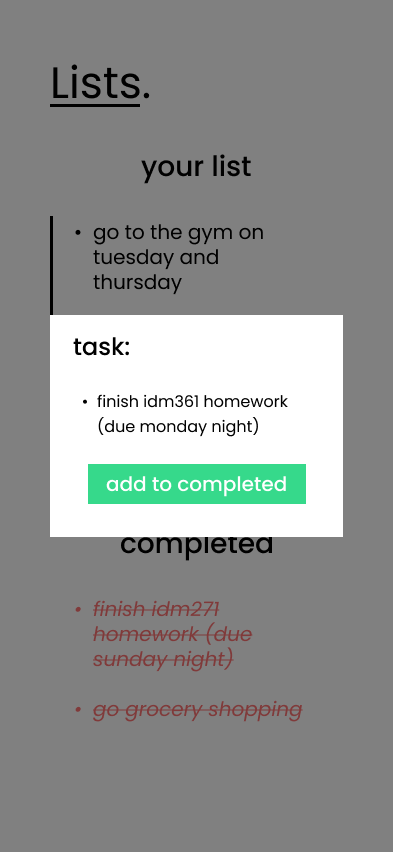 Lists.
your list
• go to the gym on
tuesday and
thursday
task:
• finish idm361 homework
(due monday night)
add to completed
completed
• finish idm271
homework (due
sunday night)
• go grocery shopping